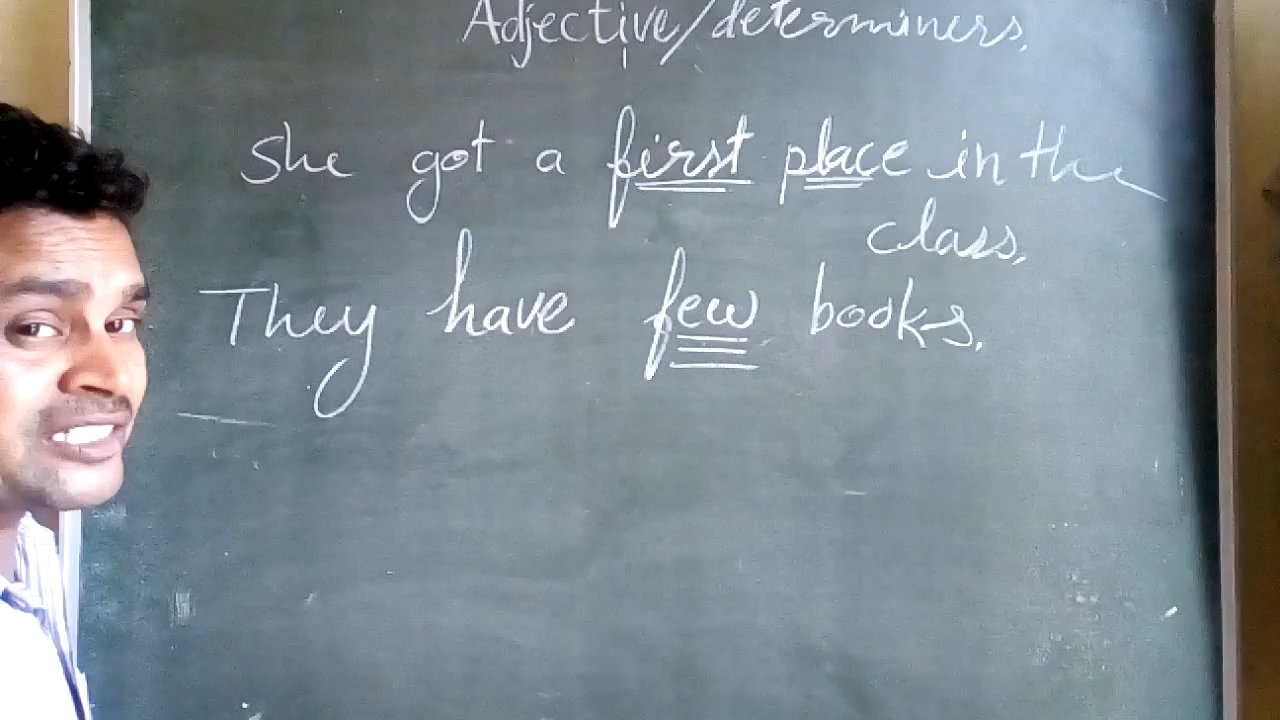 Adjective/determiners.
She got a first place in the
class.
They have few books.